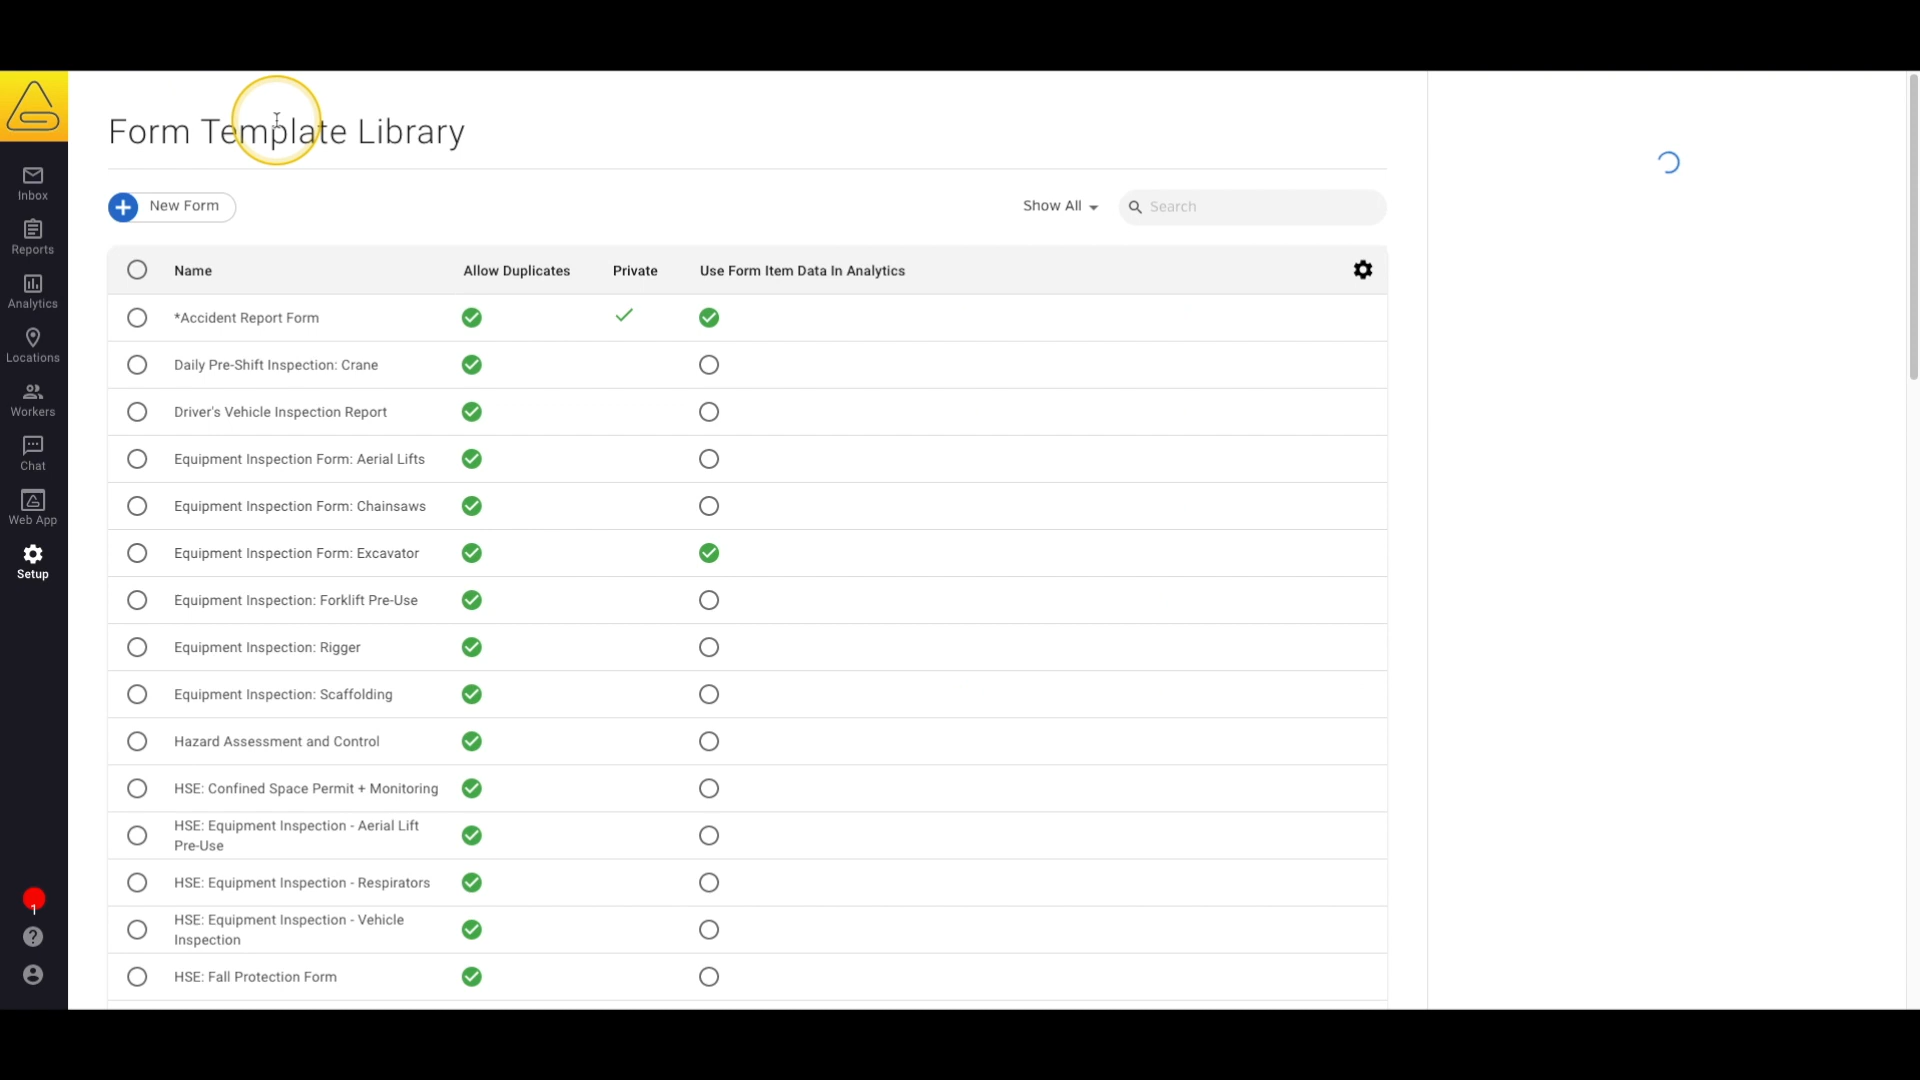 Form Template Library
New Form
Show All
Search
Inbox
Reports
Analytics
Locations
Workers
Chat
Web App
Setup
1
Name Allow Duplicates Private Use Form Item Data In Analytics
*Accident Report Form
Daily Pre-Shift Inspection: Crane
Driver's Vehicle Inspection Report
Equipment Inspection Form: Aerial Lifts
Equipment Inspection Form: Chainsaws
Equipment Inspection Form: Excavator
Equipment Inspection: Forklift Pre-Use
Equipment Inspection: Rigger
Equipment Inspection: Scaffolding
Hazard Assessment and Control
HSE: Confined Space Permit + Monitoring
HSE: Equipment Inspection - Aerial Lift
Pre-Use
HSE: Equipment Inspection - Respirators
HSE: Equipment Inspection - Vehicle
Inspection
HSE: Fall Protection Form